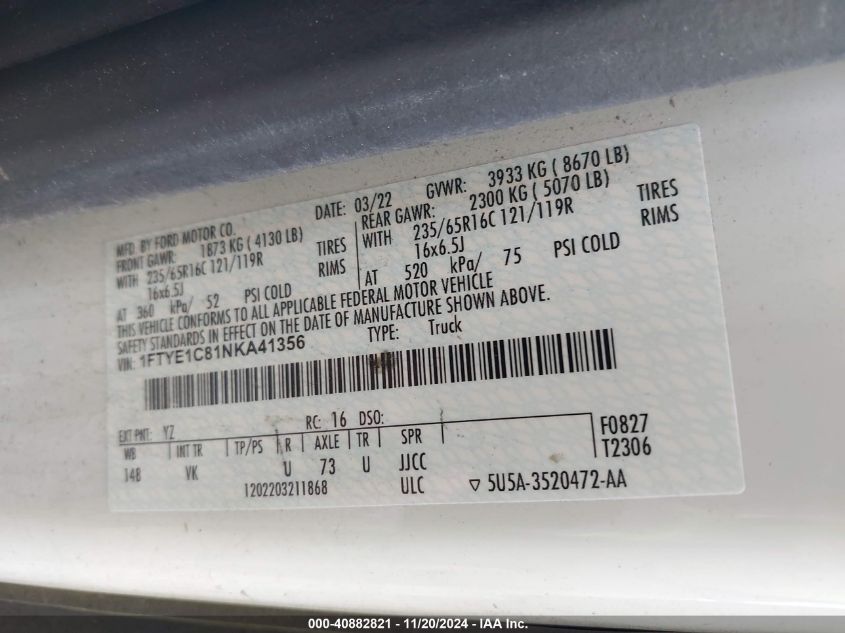 MFD. BY FORD MOTOR CO.
DATE: 03/22 GVWR: 3933 KG ( 8670 LB)
FRONT GAWR: 1873 KG ( 4130 LB) REAR GAWR: 2300 KG ( 5070 LB)
WITH 235/65R16C 121/119R TIRES WITH 235/65R16C 121/119R TIRES
16x6.5J RIMS 16x6.5J RIMS
AT 360 kPa/ 52 PSI COLD AT 520 kPa/ 75 PSI COLD
THIS VEHICLE CONFORMS TO ALL APPLICABLE FEDERAL MOTOR VEHICLE
SAFETY STANDARDS IN EFFECT ON THE DATE OF MANUFACTURE SHOWN ABOVE.
VIN: 1FTYE1C81NKA41356 TYPE: Truck
EXT PNT: YZ RC: 16 DSO:
WB INT TR TP/PS R AXLE TR SPR
148 VK U 73 U JJCC
1202203211868 ULC
F0827
T2306
▽ 5U5A-3520472-AA
000-40882821 - 11/20/2024 - IAA Inc.